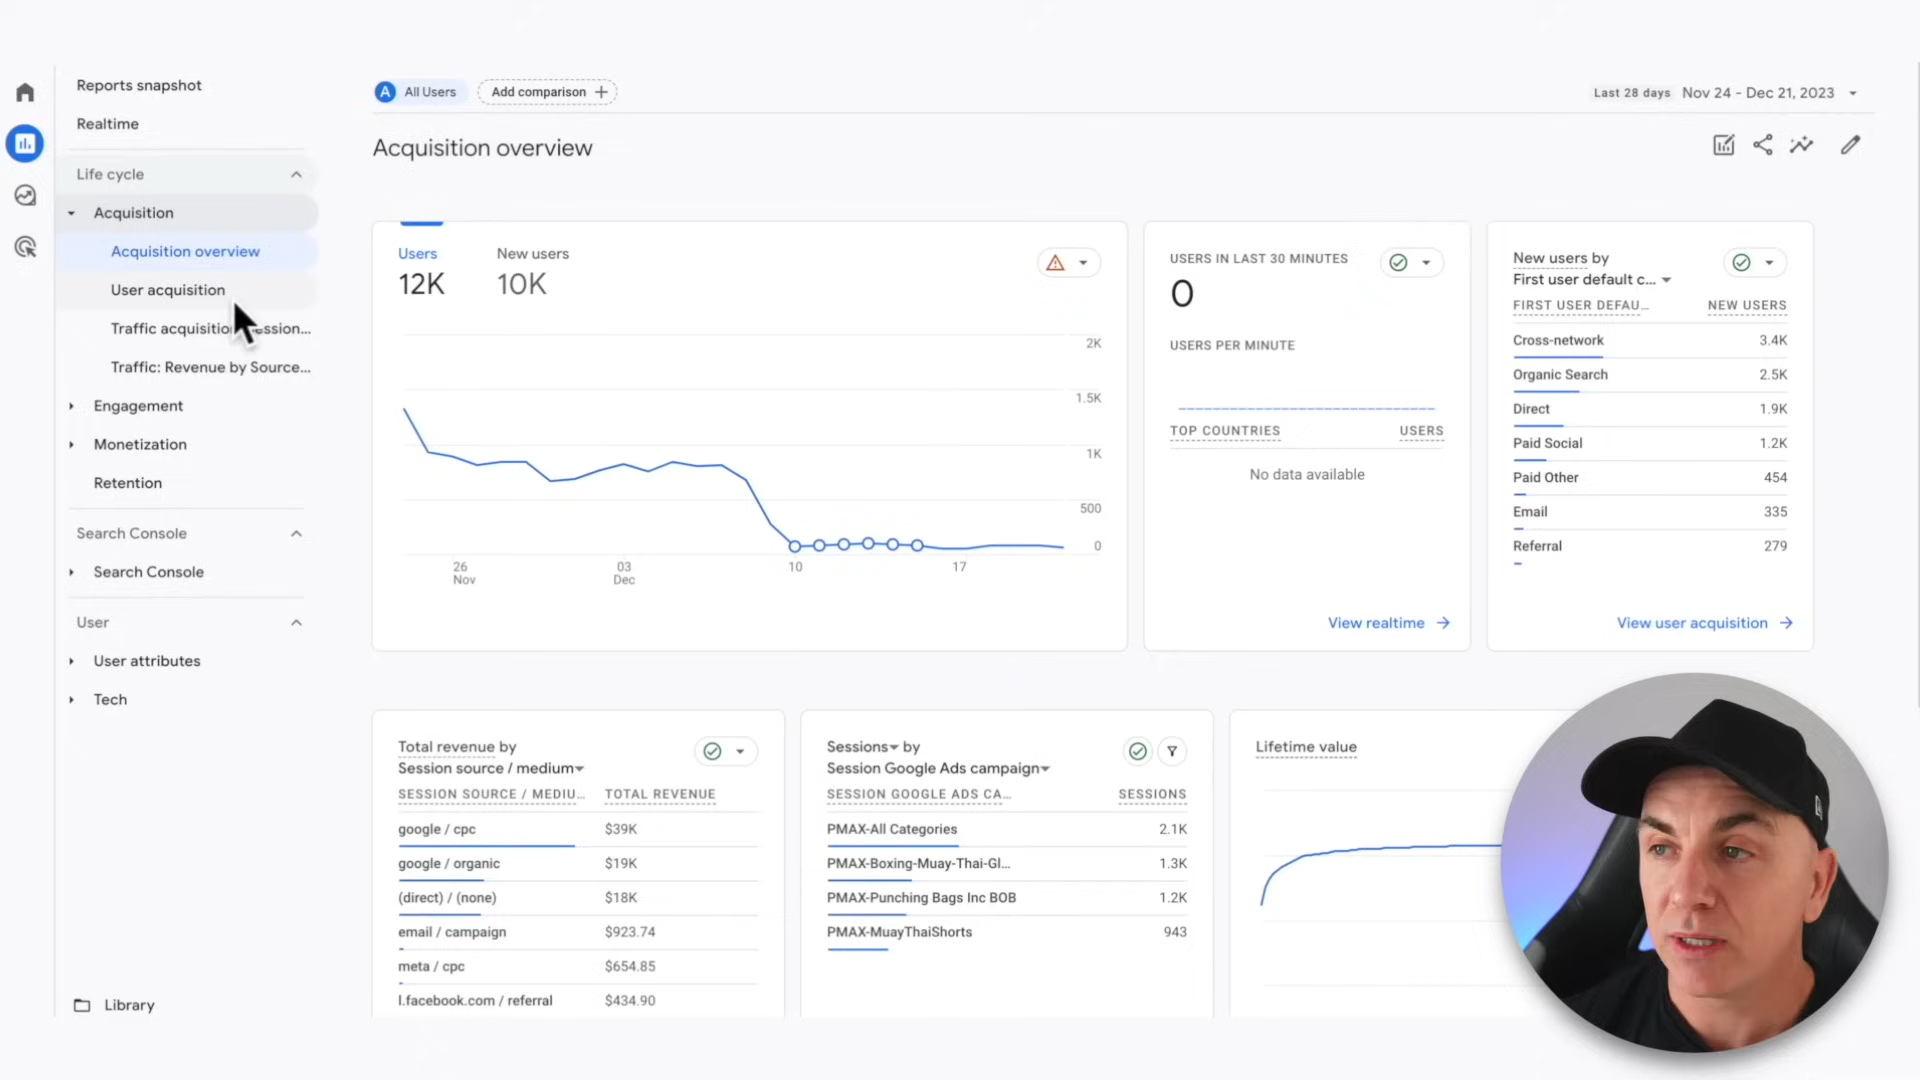 Reports snapshot
Realtime
Life cycle
Acquisition
Acquisition overview
User acquisition
Traffic acquisitio ession...
Traffic: Revenue by Source...
Engagement
Monetization
Retention
Search Console
Search Console
User
User attributes
Tech
Library
A All Users
Add comparison +
Last 28 days Nov 24 - Dec 21, 2023
Acquisition overview
Users
12K
New users
10K
2K
1.5K
1K
500
0
26
Nov
03
Dec
10
17
USERS IN LAST 30 MINUTES
0
USERS PER MINUTE
TOP COUNTRIES USERS
No data available
View realtime
New users by
First user default c...
FIRST USER DEFAU... NEW USERS
Cross-network 3.4K
Organic Search 2.5K
Direct 1.9K
Paid Social 1.2K
Paid Other 454
Email 335
Referral 279
View user acquisition
Total revenue by
Session source / medium
SESSION SOURCE / MEDIU... TOTAL REVENUE
google / cpc $39K
google / organic $19K
(direct) / (none) $18K
email / campaign $923.74
meta / cpc $654.85
l.facebook.com / referral $434.90
Sessions by
Session Google Ads campaign
SESSION GOOGLE ADS CA... SESSIONS
PMAX-All Categories 2.1K
PMAX-Boxing-Muay-Thai-Gl... 1.3K
PMAX-Punching Bags Inc BOB 1.2K
PMAX-MuayThaiShorts 943
Lifetime value